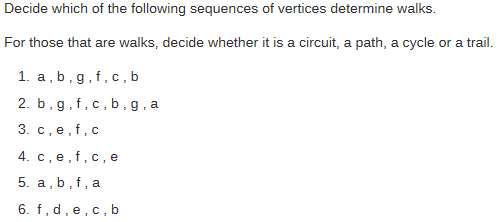 Decide which of the following sequences of vertices determine walks.
For those that are walks, decide whether it is a circuit, a path, a cycle or a trail.
1. a , b , g , f , c , b
2. b , g , f , c , b , g , a
3. c , e , f , c
4. c , e , f , c , e
5. a , b , f , a
6. f , d , e , c , b